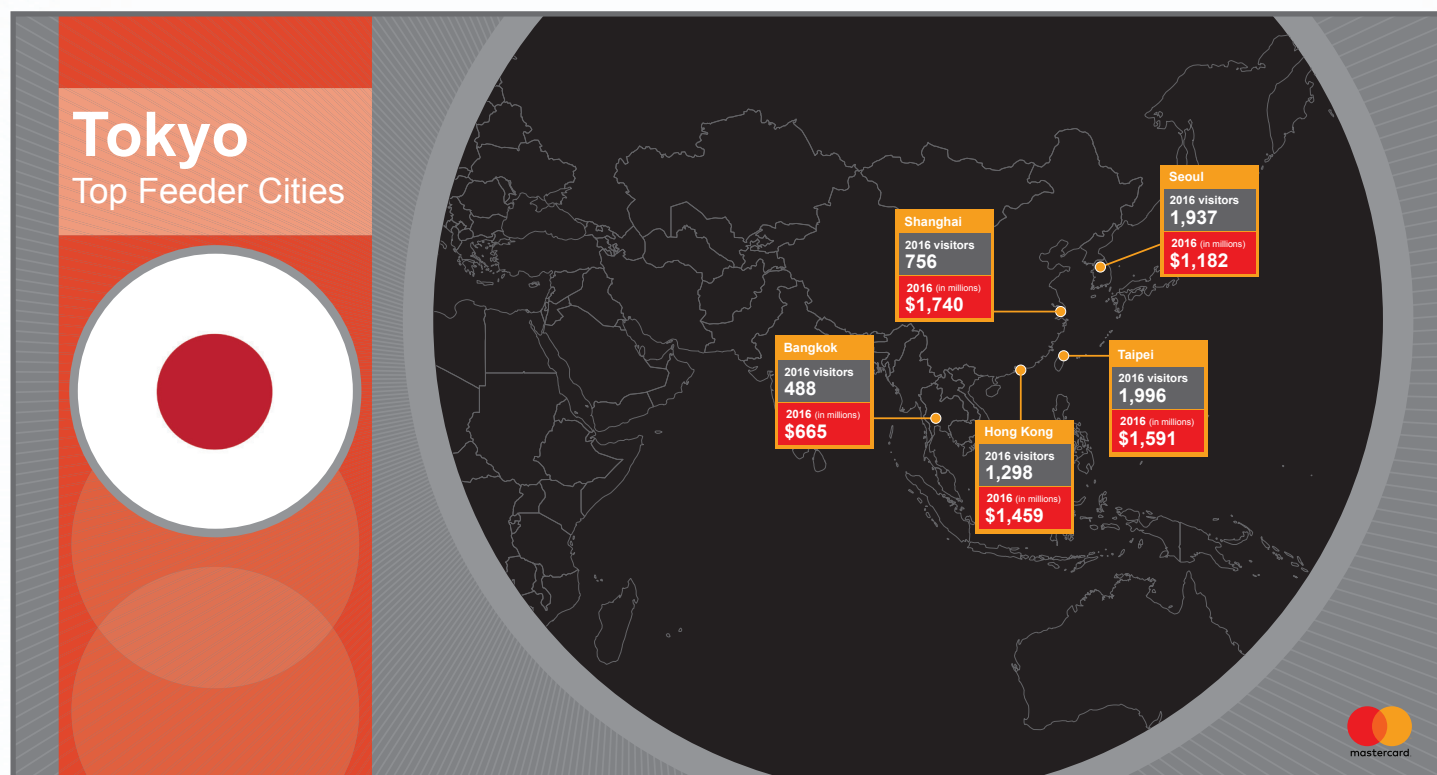 Tokyo
Top Feeder Cities
Seoul
2016 visitors
1,937
2016 (in millions)
$1,182
Shanghai
2016 visitors
756
2016 (in millions)
$1,740
Bangkok
2016 visitors
488
2016 (in millions)
$665
Taipei
2016 visitors
1,996
2016 (in millions)
$1,591
Hong Kong
2016 visitors
1,298
2016 (in millions)
$1,459
mastercard